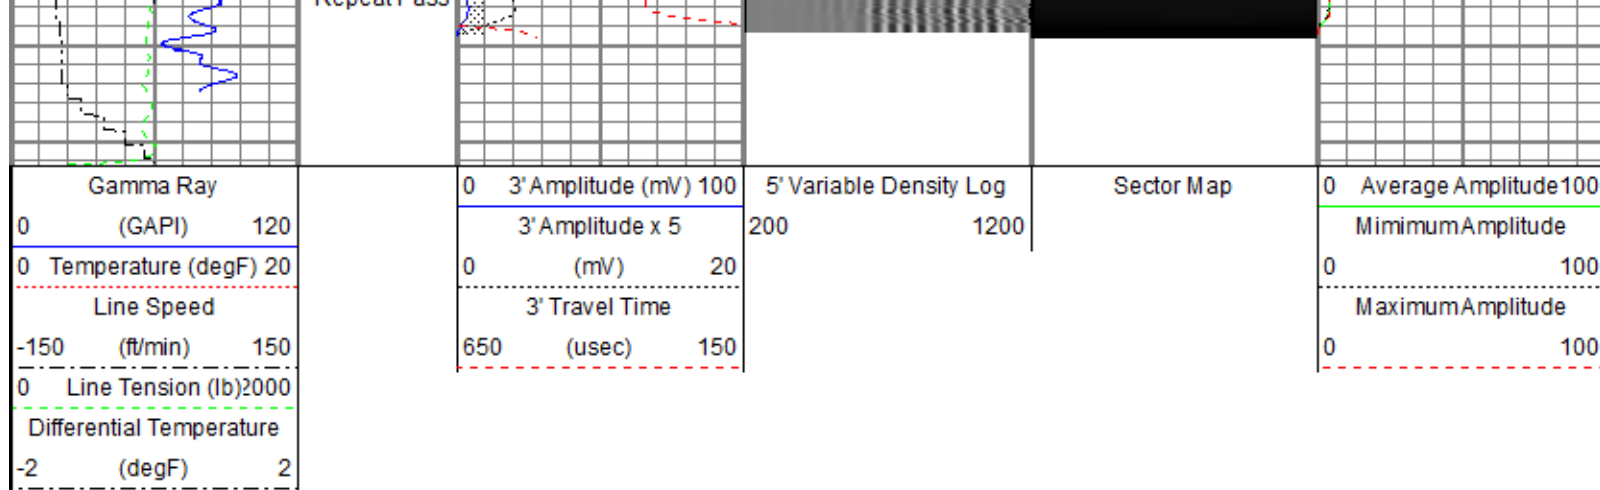 Repeat Pass
Gamma Ray
0 (GAPI) 120
0 Temperature (degF) 20
Line Speed
-150 (ft/min) 150
0 Line Tension (lb) 2000
Differential Temperature
-2 (degF) 2
0 3' Amplitude (mV) 100
3' Amplitude x 5
0 (mV) 20
3' Travel Time
650 (usec) 150
5' Variable Density Log
200 1200
Sector Map
0 Average Amplitude 100
Mimimum Amplitude
0 100
Maximum Amplitude
0 100